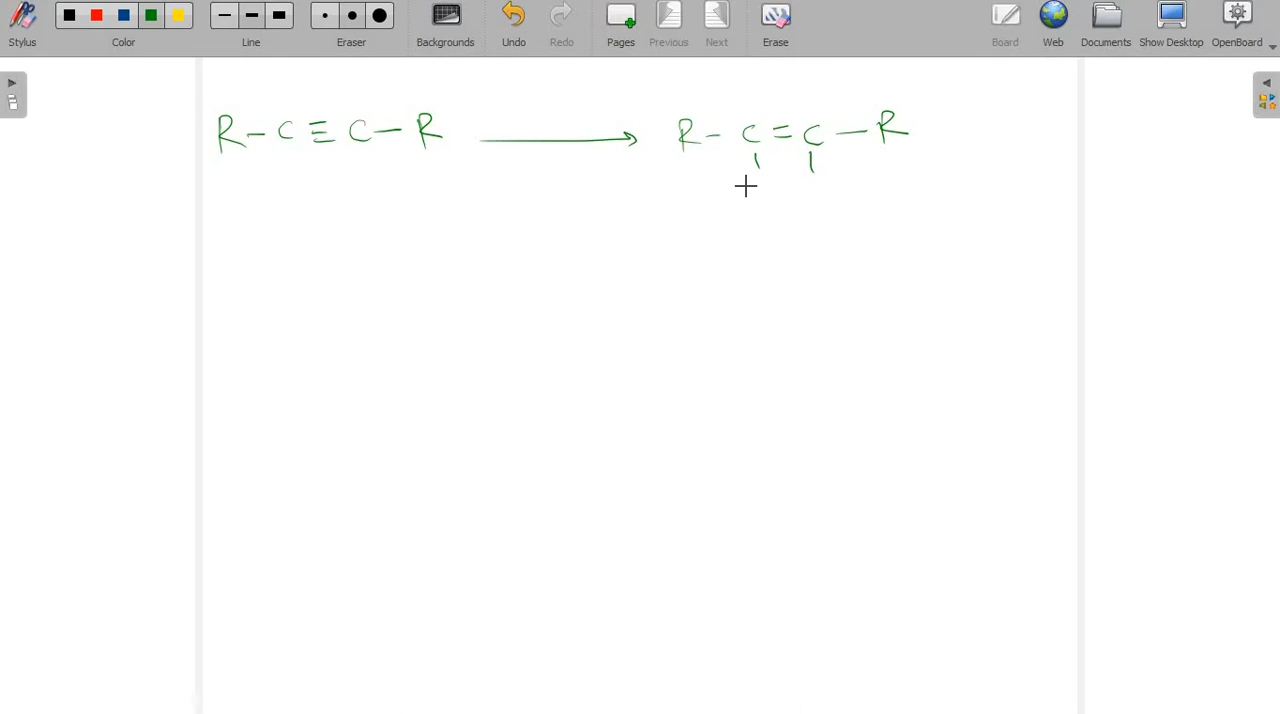 Stylus Color Line Eraser Backgrounds Undo Redo Pages Previous Next Erase Board Web Documents Show Desktop OpenBoard
R-C≡C-R → R-C=C-R